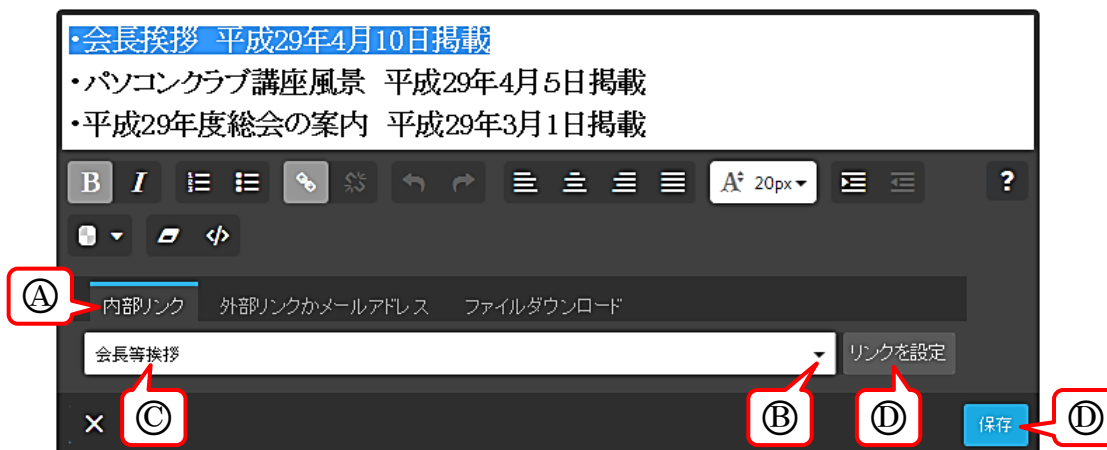 ・会長挨拶 平成29年4月10日掲載
・パソコンクラブ講座風景 平成29年4月5日掲載
・平成29年度総会の案内 平成29年3月1日掲載
B I A 20px ?
</>
Ⓐ 内部リンク 外部リンクかメールアドレス ファイルダウンロード
会長等挨拶 リンクを設定
× Ⓒ Ⓑ Ⓓ 保存 Ⓓ